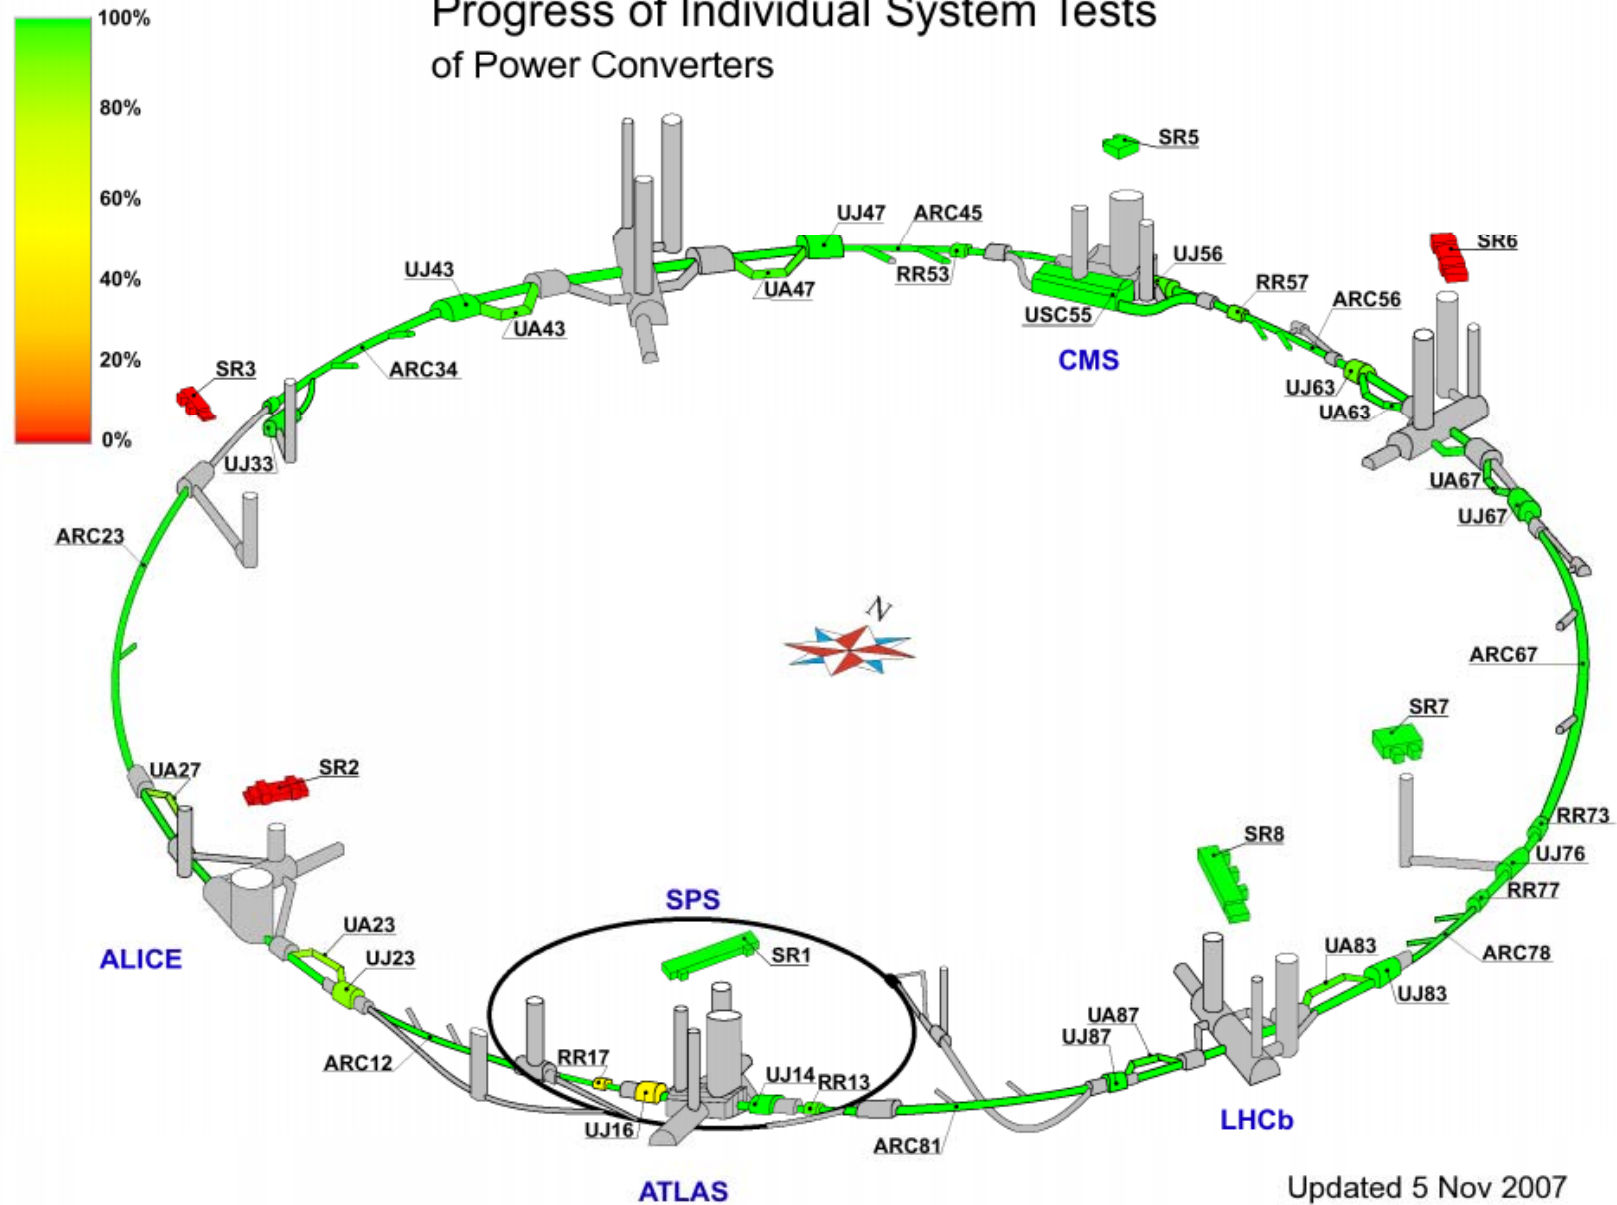 Progress of Individual System Tests
of Power Converters
100%
80%
60%
40%
20%
0%
SR5
UJ47
ARC45
SR6
UJ43
RR53
UJ56
UA47
RR57
ARC56
UA43
USC55
CMS
SR3
ARC34
UJ63
UA63
UJ33
UA67
UJ67
ARC23
N
ARC67
SR7
UA27
SR2
RR73
SR8
UJ76
RR77
SPS
UA23
UA83
ARC78
ALICE
UJ23
SR1
UJ83
UA87
UJ87
ARC12
RR17
UJ14
RR13
UJ16
ARC81
LHCb
ATLAS
Updated 5 Nov 2007